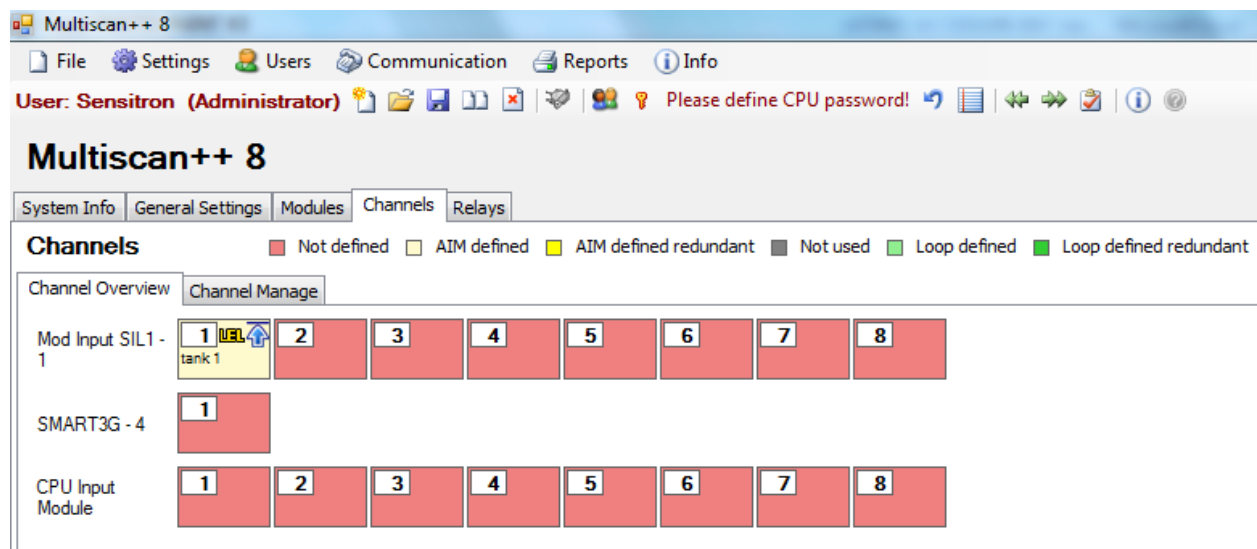 Multiscan++ 8
File Settings Users Communication Reports Info
User: Sensitron (Administrator) Please define CPU password!
Multiscan++ 8
System Info General Settings Modules Channels Relays
Channels Not defined AIM defined AIM defined redundant Not used Loop defined Loop defined redundant
Channel Overview Channel Manage
Mod Input SIL1 - 1 LEL 2 3 4 5 6 7 8
1 tank 1
SMART3G - 4 1
CPU Input 1 2 3 4 5 6 7 8
Module